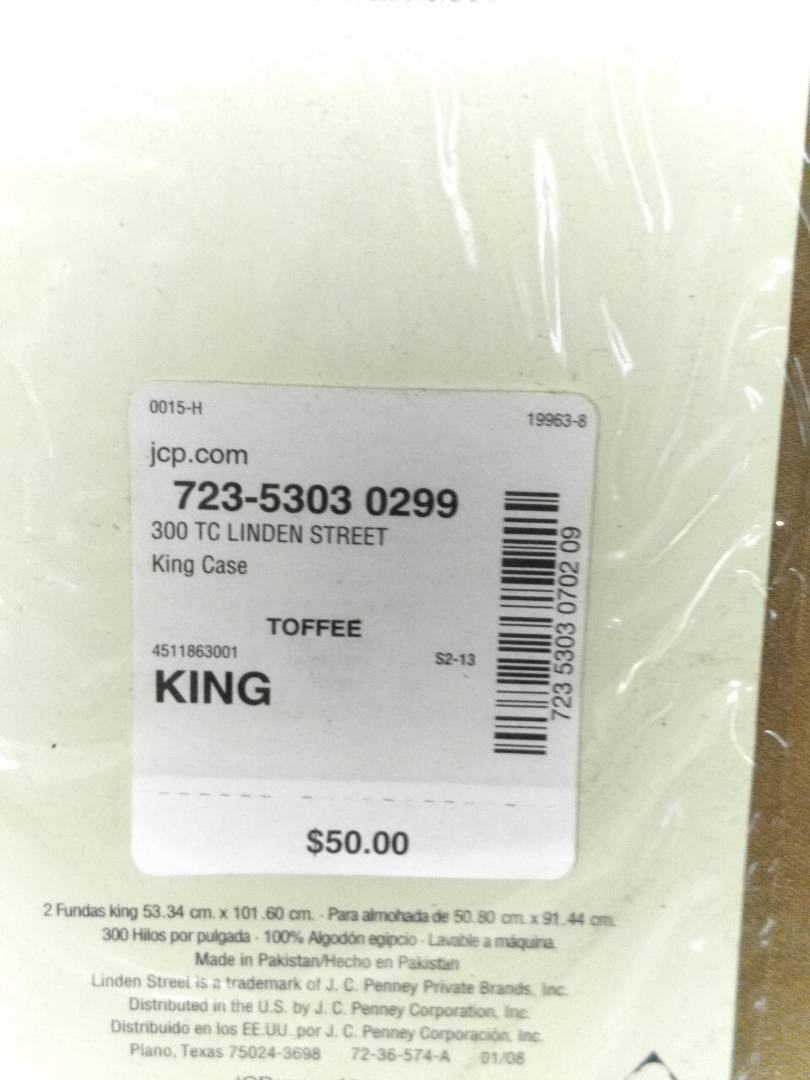 0015-H
19963-8
jcp.com
723-5303 0299
300 TC LINDEN STREET
King Case
TOFFEE
4511863001
S2-13
KING
723 5303 0702 09
$50.00
2 Fundas king 53.34 cm. x 101.60 cm. · Para almohada de 50.80 cm. x 91.44 cm.
300 Hilos por pulgada · 100% Algodón egipcio · Lavable a máquina.
Made in Pakistan/Hecho en Pakistan
Linden Street is a trademark of J. C. Penney Private Brands, Inc.
Distributed in the U.S. by J. C. Penney Corporation, Inc.
Distribuido en los EE.UU. por J. C. Penney Corporación, Inc.
Plano, Texas 75024-3698 72-36-574-A 01/08